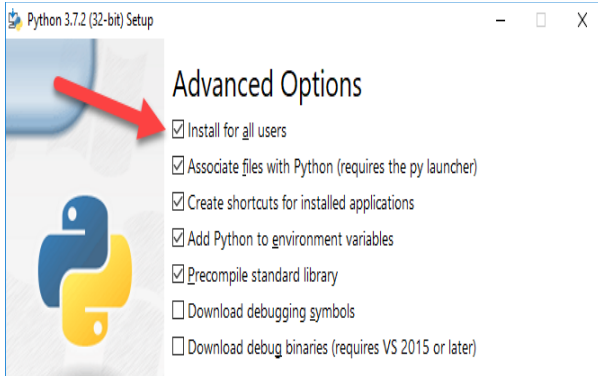 Python 3.7.2 (32-bit) Setup
Advanced Options
Install for all users
Associate files with Python (requires the py launcher)
Create shortcuts for installed applications
Add Python to environment variables
Precompile standard library
Download debugging symbols
Download debug binaries (requires VS 2015 or later)